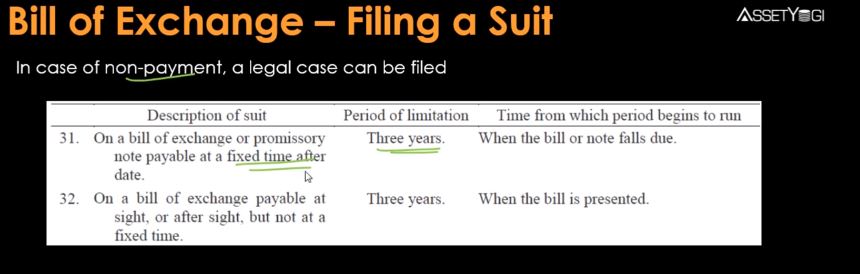 Bill of Exchange – Filing a Suit
ASSETYOGI
In case of non-payment, a legal case can be filed
Description of suit Period of limitation Time from which period begins to run
31. On a bill of exchange or promissory Three years. When the bill or note falls due.
note payable at a fixed time after
date.
32. On a bill of exchange payable at Three years. When the bill is presented.
sight, or after sight, but not at a
fixed time.